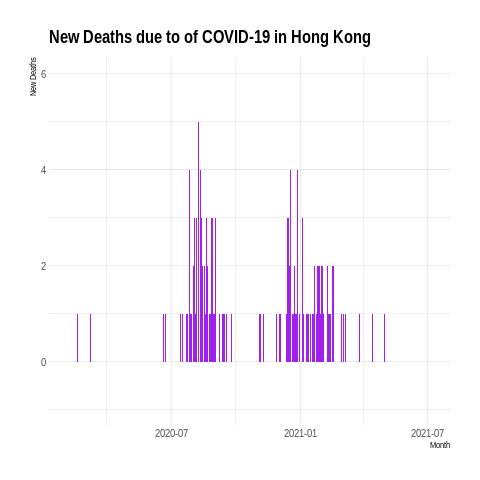 New Deaths due to of COVID-19 in Hong Kong
New Deaths
6
4
2
0
2020-07
2021-01
2021-07
Month